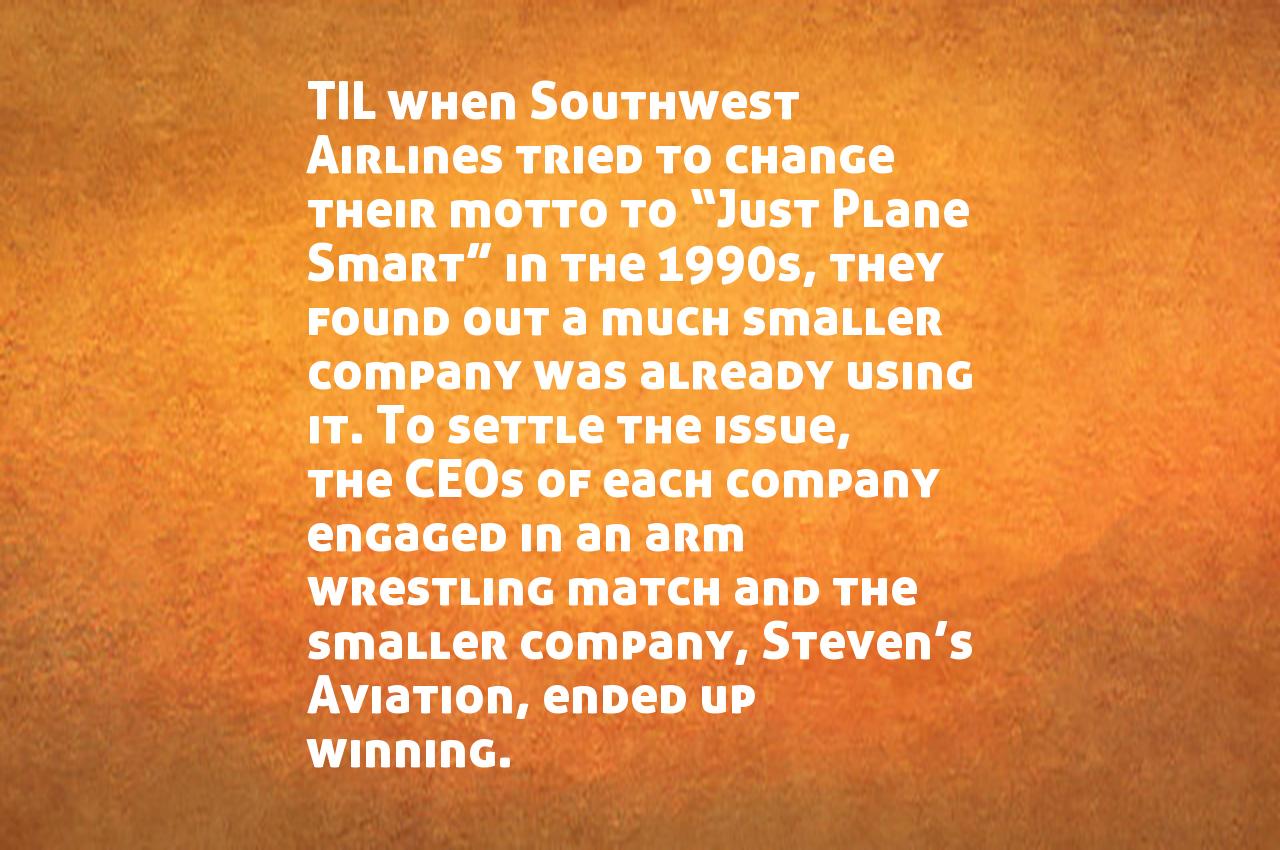 TIL when Southwest
Airlines tried to change
their motto to “Just Plane
Smart” in the 1990s, they
found out a much smaller
company was already using
it. To settle the issue,
the CEOs of each company
engaged in an arm
wrestling match and the
smaller company, Steven’s
Aviation, ended up
winning.